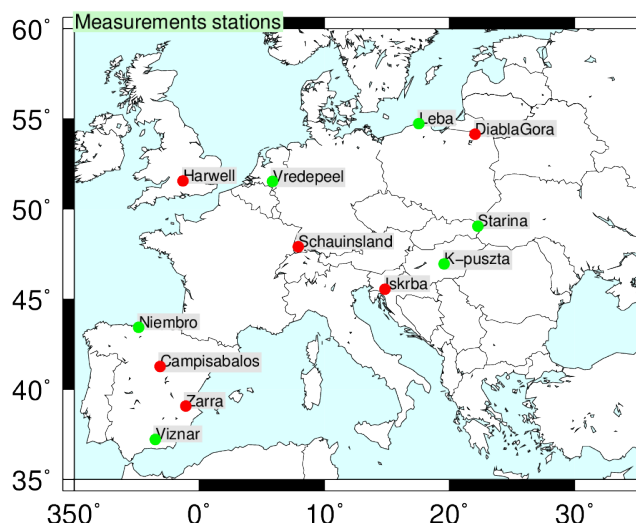 Measurements stations
60°
55°
Leba
DiablaGora
Harwell
Vredepeel
50°
Starina
Schauinsland
K-puszta
Iskrba
45°
Niembro
Campisabalos
40°
Zarra
Viznar
35°
350° 0° 10° 20° 30°